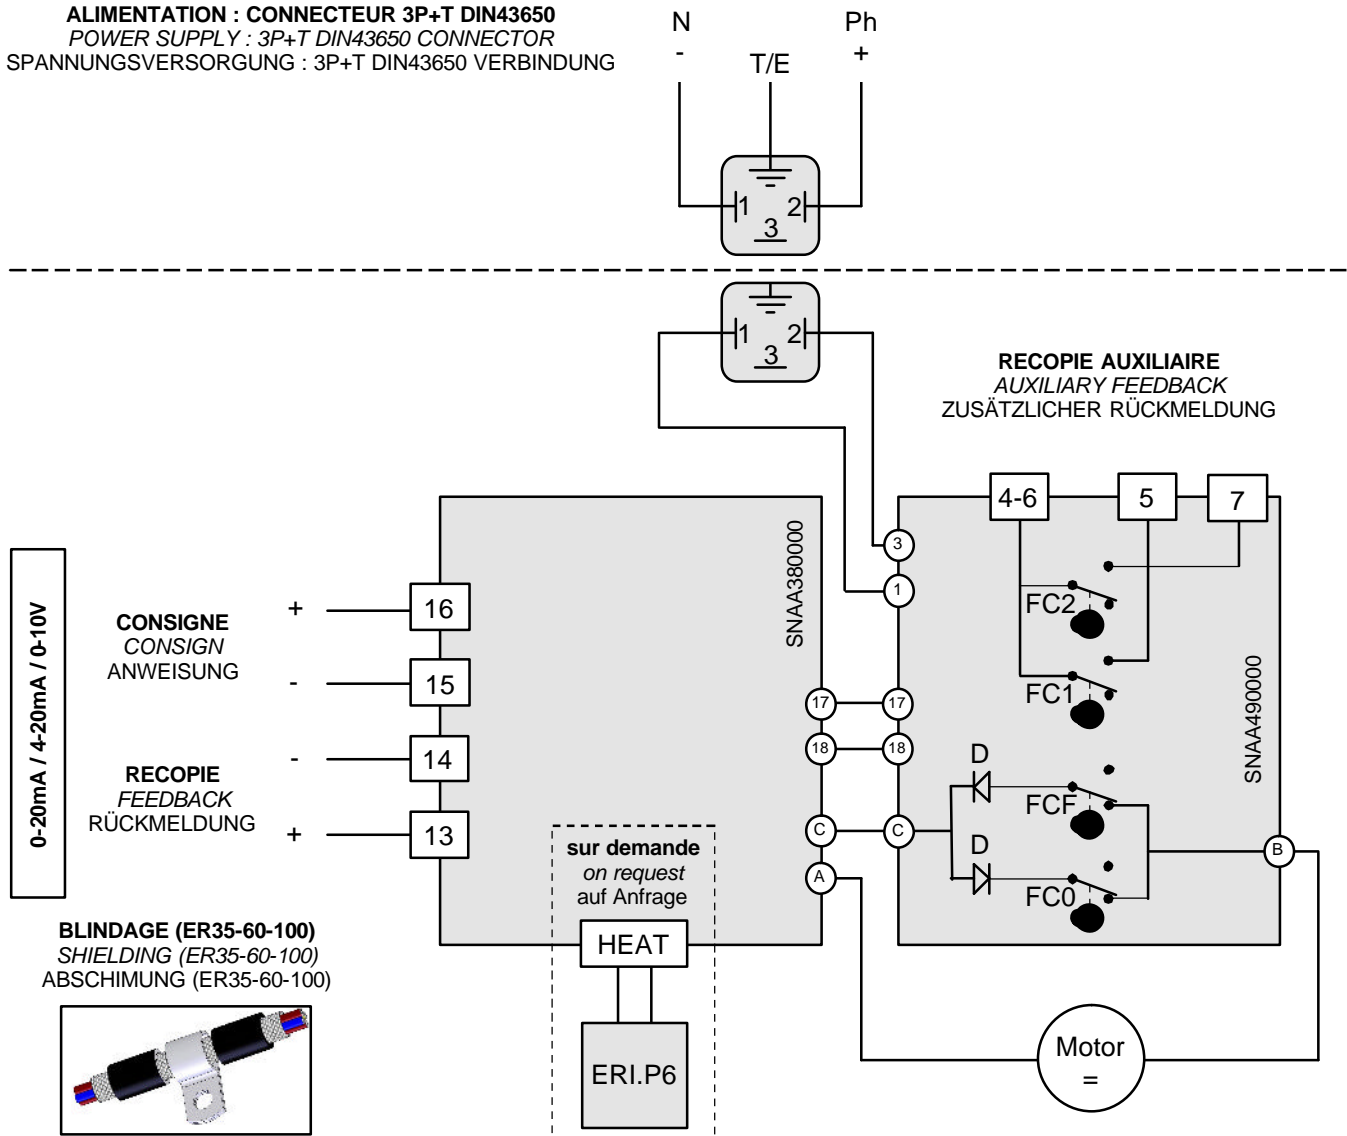 ALIMENTATION : CONNECTEUR 3P+T DIN43650
POWER SUPPLY : 3P+T DIN43650 CONNECTOR
SPANNUNGSVERSORGUNG : 3P+T DIN43650 VERBINDUNG
N
-
T/E
Ph
+
1
2
3
1
2
3
RECOPIE AUXILIAIRE
AUXILIARY FEEDBACK
ZUSÄTZLICHER RÜCKMELDUNG
0-20mA / 4-20mA / 0-10V
CONSIGNE
CONSIGN
ANWEISUNG
+
-
RECOPIE
FEEDBACK
RÜCKMELDUNG
-
+
16
15
14
13
SNAA380000
17
18
C
A
sur demande
on request
auf Anfrage
HEAT
ERI.P6
4-6
5
7
3
1
17
18
C
FC2
FC1
D
FCF
D
FC0
SNAA490000
B
Motor
=
BLINDAGE (ER35-60-100)
SHIELDING (ER35-60-100)
ABSCHIMUNG (ER35-60-100)